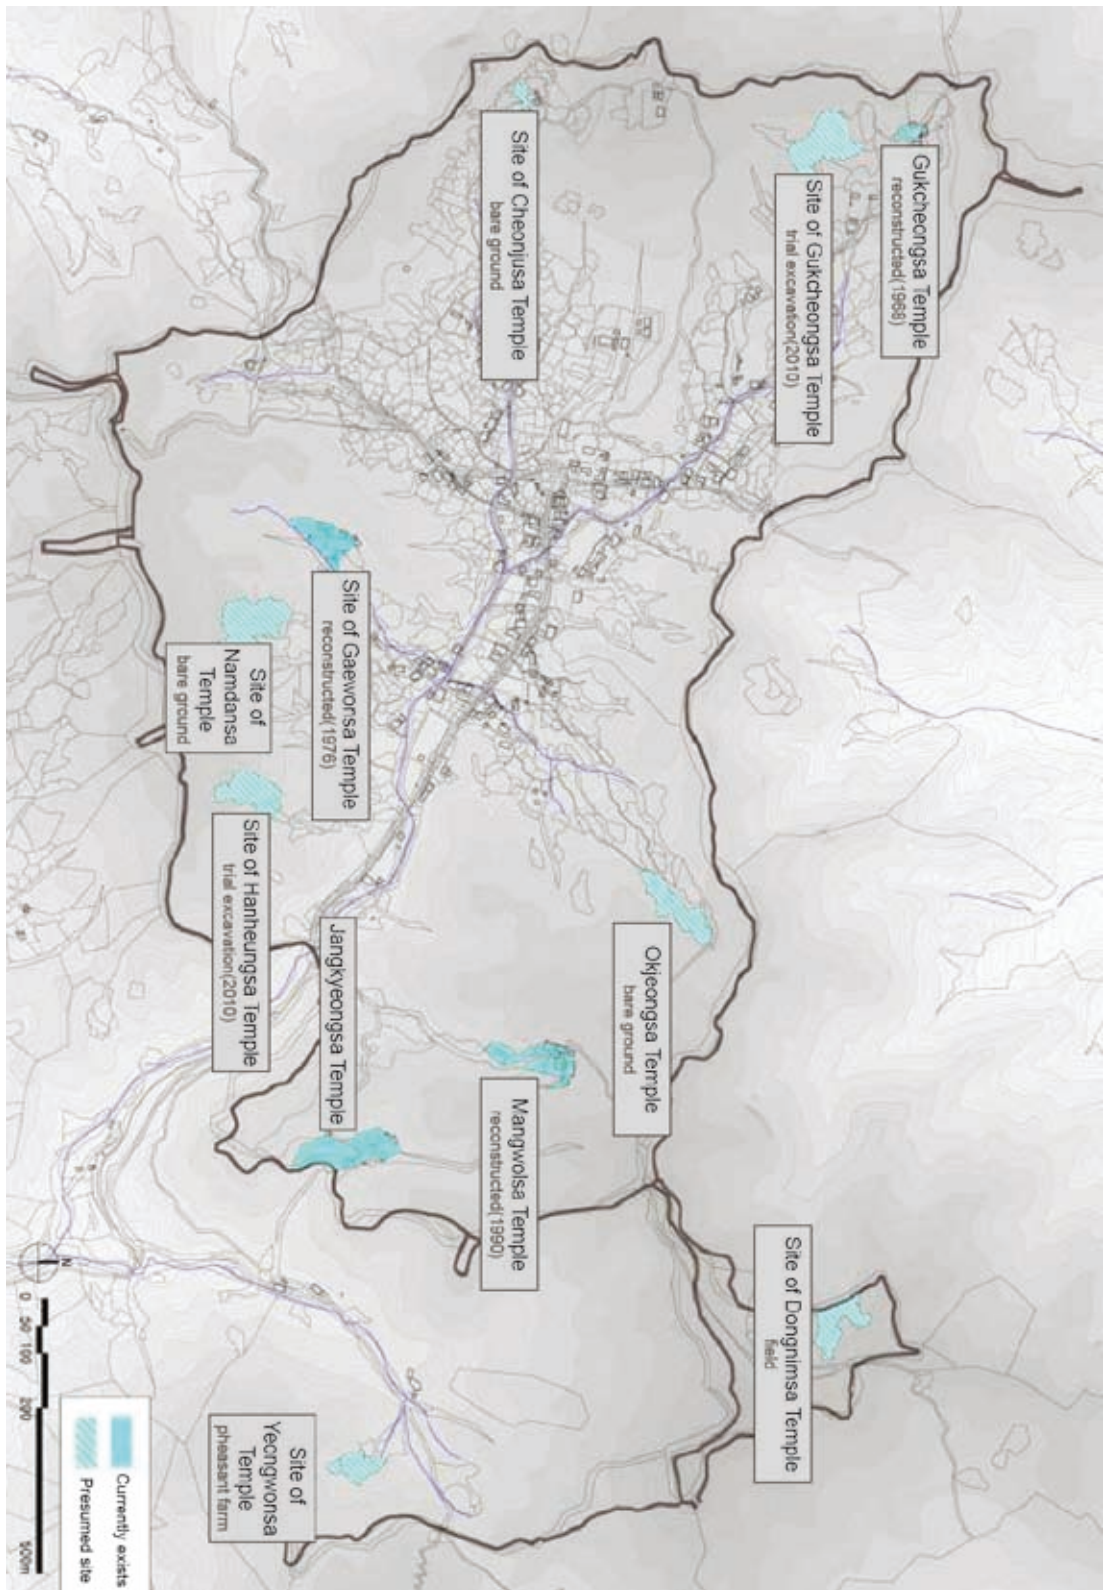 Gukcheongsa Temple
reconstructed(1968)
Site of Gukcheongsa Temple
trial excavation(2010)
Site of Cheonjusa Temple
bare ground
Site of Gaewonsa Temple
reconstructed(1976)
Site of
Namdansa
Temple
bare ground
Site of Hanheungsa Temple
trial excavation(2010)
Okjeongsa Temple
bare ground
Jangkyeongsa Temple
Mangwolsa Temple
reconstructed(1990)
Site of Dongnimsa Temple
field
Site of
Yeongwonsa
Temple
pheasant farm
N
0 50 100 200 500m
Currently exists
Presumed site